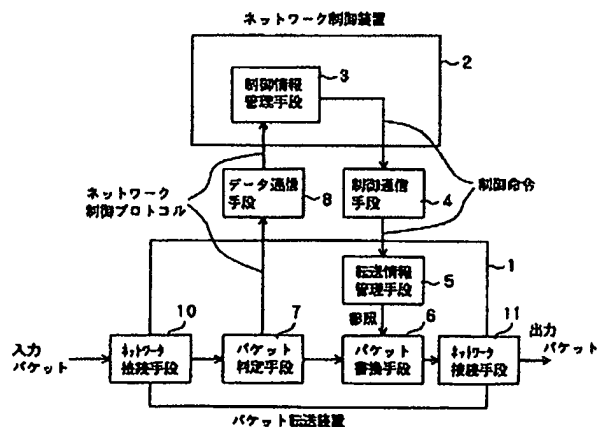 ネットワーク制御装置
2
3
制御情報
管理手段
ネットワーク
制御プロトコル
データ通信
手段
8
制御通信
手段
4
制御命令
転送情報
管理手段
5
1
参照
10
7
6
11
入力
パケット
ネットワーク
接続手段
パケット
判定手段
パケット
書換手段
ネットワーク
接続手段
出力
パケット
パケット転送装置